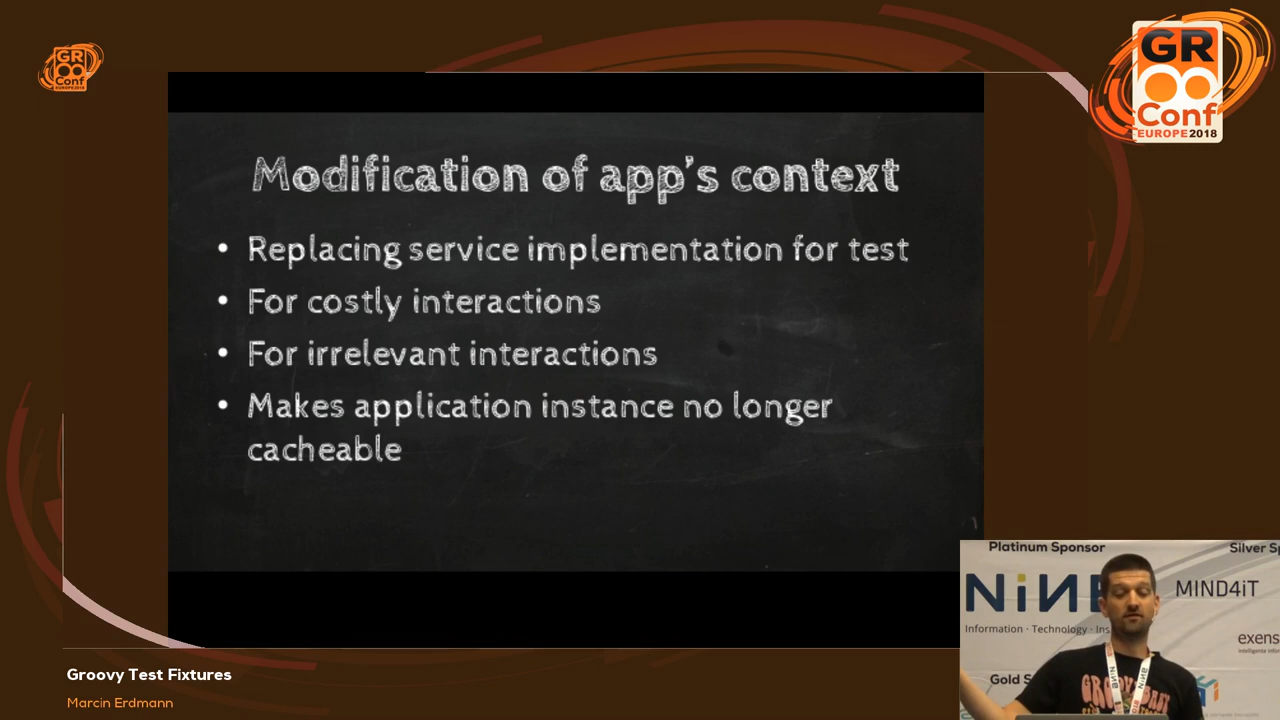 GR
Conf
EUROPE2018
GR
Conf
EUROPE2018
Modification of app's context
• Replacing service implementation for test
• For costly interactions
• For irrelevant interactions
• Makes application instance no longer
cacheable
Platinum Sponsor
Silver
MIND4iT
Information · Technology
exens
Gold
NiNE
GROOVY
Groovy Test Fixtures
Marcin Erdmann